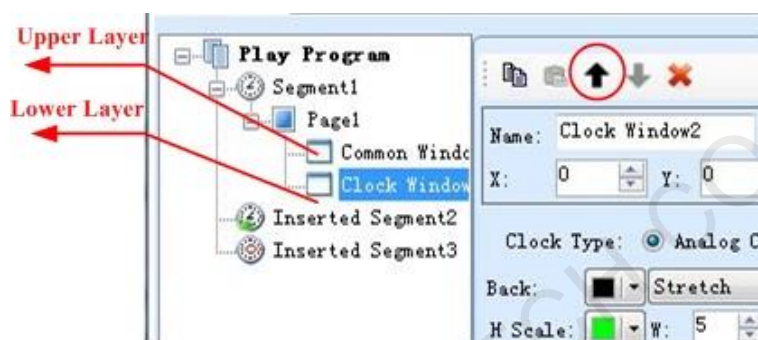 Upper Layer
Lower Layer
Play Program
Segment1
Page1
Common Windo
Clock Window
Inserted Segment2
Inserted Segment3
Name: Clock Window2
X: 0 Y: 0
Clock Type: Analog C
Back: Stretch
H Scale: W: 5